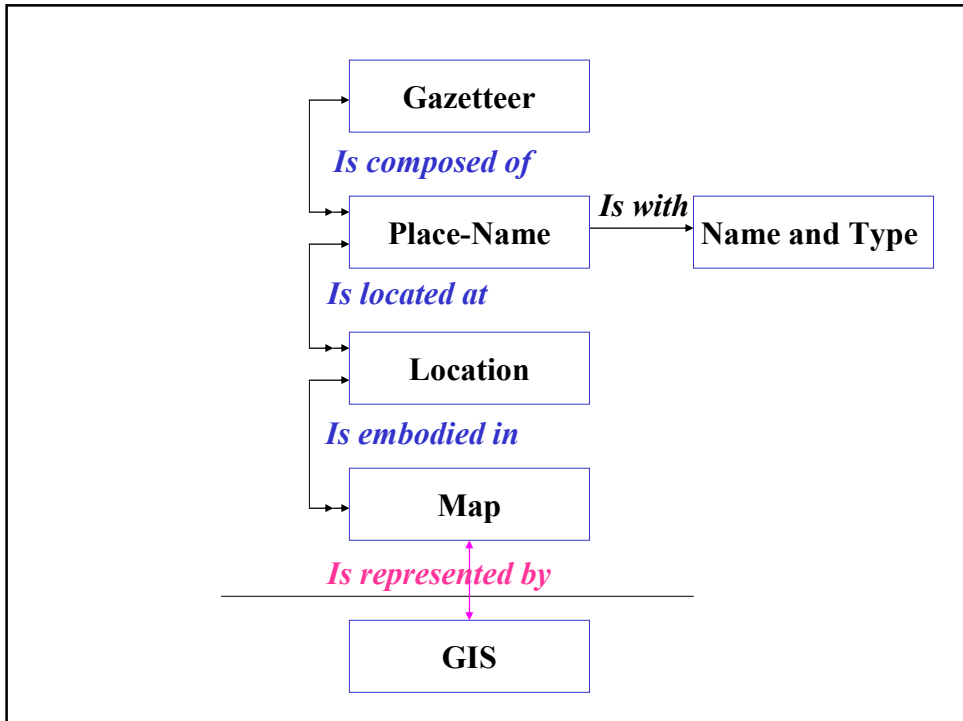 Gazetteer
Is composed of
Place-Name
Is with
Name and Type
Is located at
Location
Is embodied in
Map
Is represented by
GIS